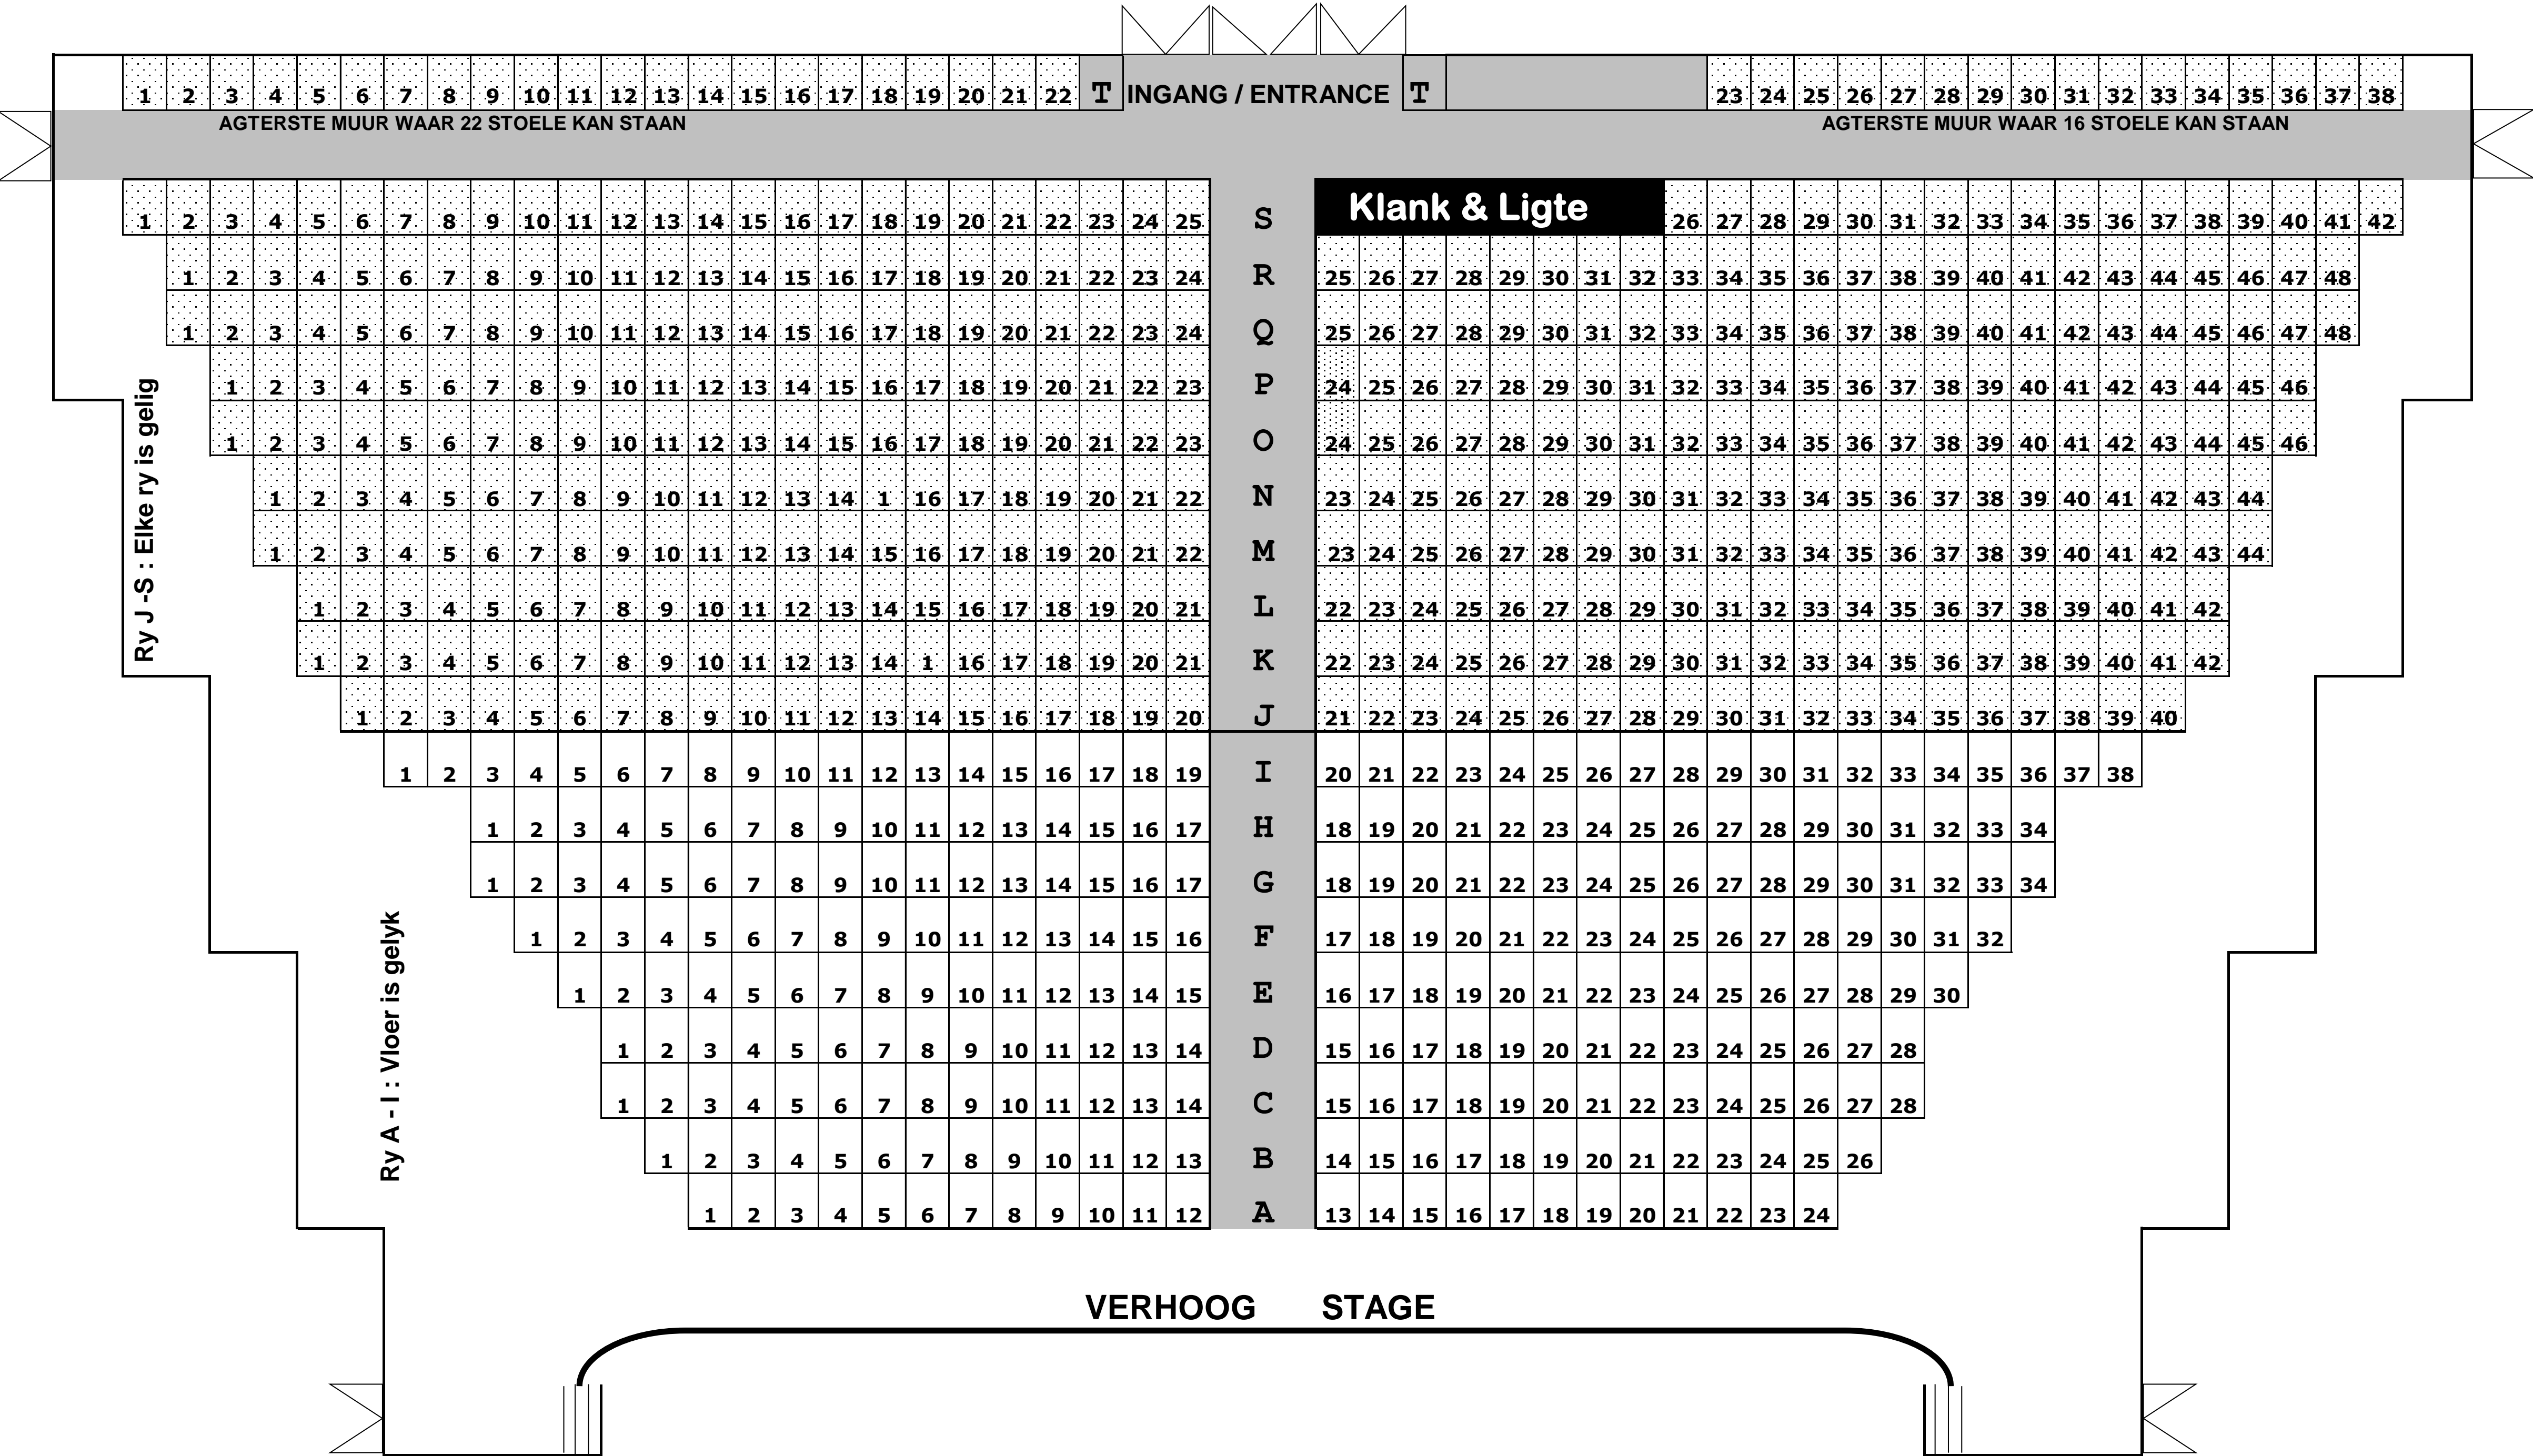 1 2 3 4 5 6 7 8 9 10 11 12 13 14 15 16 17 18 19 20 21 22 T INGANG / ENTRANCE T 23 24 25 26 27 28 29 30 31 32 33 34 35 36 37 38
AGTERSTE MUUR WAAR 22 STOELE KAN STAAN AGTERSTE MUUR WAAR 16 STOELE KAN STAAN
1 2 3 4 5 6 7 8 9 10 11 12 13 14 15 16 17 18 19 20 21 22 23 24 25 S Klank & Ligte 26 27 28 29 30 31 32 33 34 35 36 37 38 39 40 41 42
1 2 3 4 5 6 7 8 9 10 11 12 13 14 15 16 17 18 19 20 21 22 23 24 R 25 26 27 28 29 30 31 32 33 34 35 36 37 38 39 40 41 42 43 44 45 46 47 48
1 2 3 4 5 6 7 8 9 10 11 12 13 14 15 16 17 18 19 20 21 22 23 24 Q 25 26 27 28 29 30 31 32 33 34 35 36 37 38 39 40 41 42 43 44 45 46 47 48
1 2 3 4 5 6 7 8 9 10 11 12 13 14 15 16 17 18 19 20 21 22 23 P 24 25 26 27 28 29 30 31 32 33 34 35 36 37 38 39 40 41 42 43 44 45 46
1 2 3 4 5 6 7 8 9 10 11 12 13 14 15 16 17 18 19 20 21 22 23 O 24 25 26 27 28 29 30 31 32 33 34 35 36 37 38 39 40 41 42 43 44 45 46
1 2 3 4 5 6 7 8 9 10 11 12 13 14 1 16 17 18 19 20 21 22 N 23 24 25 26 27 28 29 30 31 32 33 34 35 36 37 38 39 40 41 42 43 44
1 2 3 4 5 6 7 8 9 10 11 12 13 14 15 16 17 18 19 20 21 22 M 23 24 25 26 27 28 29 30 31 32 33 34 35 36 37 38 39 40 41 42 43 44
1 2 3 4 5 6 7 8 9 10 11 12 13 14 15 16 17 18 19 20 21 L 22 23 24 25 26 27 28 29 30 31 32 33 34 35 36 37 38 39 40 41 42
1 2 3 4 5 6 7 8 9 10 11 12 13 14 1 16 17 18 19 20 21 K 22 23 24 25 26 27 28 29 30 31 32 33 34 35 36 37 38 39 40 41 42
1 2 3 4 5 6 7 8 9 10 11 12 13 14 15 16 17 18 19 20 J 21 22 23 24 25 26 27 28 29 30 31 32 33 34 35 36 37 38 39 40
Ry J -S : Elke ry is gelig
1 2 3 4 5 6 7 8 9 10 11 12 13 14 15 16 17 18 19 I 20 21 22 23 24 25 26 27 28 29 30 31 32 33 34 35 36 37 38
1 2 3 4 5 6 7 8 9 10 11 12 13 14 15 16 17 H 18 19 20 21 22 23 24 25 26 27 28 29 30 31 32 33 34
1 2 3 4 5 6 7 8 9 10 11 12 13 14 15 16 17 G 18 19 20 21 22 23 24 25 26 27 28 29 30 31 32 33 34
1 2 3 4 5 6 7 8 9 10 11 12 13 14 15 16 F 17 18 19 20 21 22 23 24 25 26 27 28 29 30 31 32
1 2 3 4 5 6 7 8 9 10 11 12 13 14 15 E 16 17 18 19 20 21 22 23 24 25 26 27 28 29 30
1 2 3 4 5 6 7 8 9 10 11 12 13 14 D 15 16 17 18 19 20 21 22 23 24 25 26 27 28
1 2 3 4 5 6 7 8 9 10 11 12 13 14 C 15 16 17 18 19 20 21 22 23 24 25 26 27 28
1 2 3 4 5 6 7 8 9 10 11 12 13 B 14 15 16 17 18 19 20 21 22 23 24 25 26
1 2 3 4 5 6 7 8 9 10 11 12 A 13 14 15 16 17 18 19 20 21 22 23 24
Ry A - I : Vloer is gelyk
VERHOOG STAGE